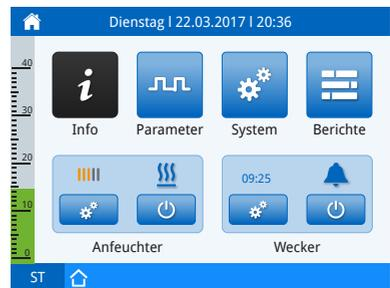 Dienstag | 22.03.2017 | 20:36
40
30
20
10
0
i
Info Parameter System Berichte
09:25
Anfeuchter Wecker
ST